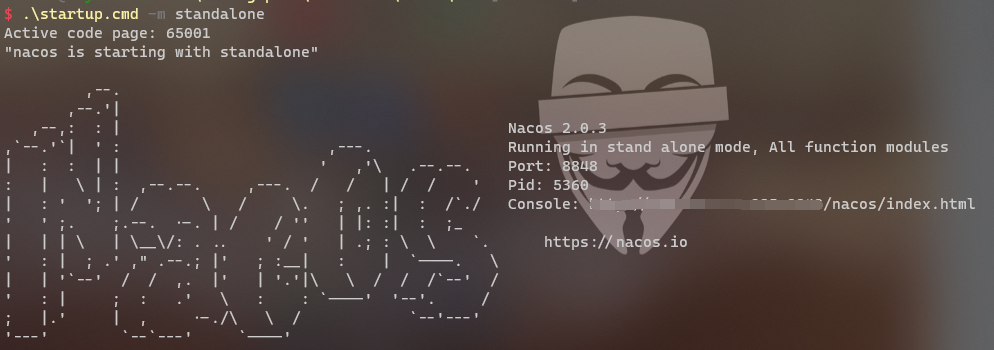 $ .\startup.cmd -m standalone
Active code page: 65001
"nacos is starting with standalone"
Nacos 2.0.3
Running in stand alone mode, All function modules
Port: 8848
Pid: 5360
Console: /nacos/index.html
https://nacos.io